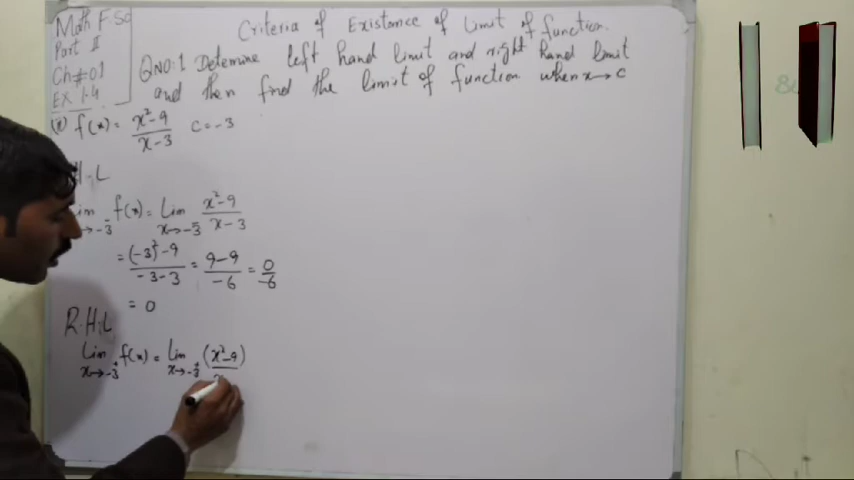 Math F.Sc
Part II
Ch#01
EX 1.4
Criteria of Existence of Limit of function.
QNO:1 Determine left hand limit and right hand limit
and then find the limit of function when x→c
f(x) = x²-9 / x-3   c = -3
H.L
lim x→-3⁻ f(x) = Lim x→-3⁻ x²-9 / x-3
= (-3)²-9 / -3-3 = 9-9 / -6 = 0 / -6
= 0
R.H.L
Lim x→-3⁺ f(x) = Lim x→-3⁺ (x²-9)